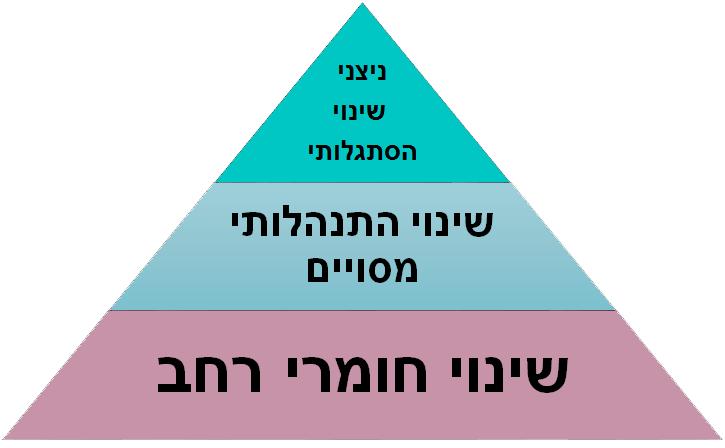 ניצני
שינוי
הסתגלותי
שינוי התנהלותי
מסויים
שינוי חומרי רחב